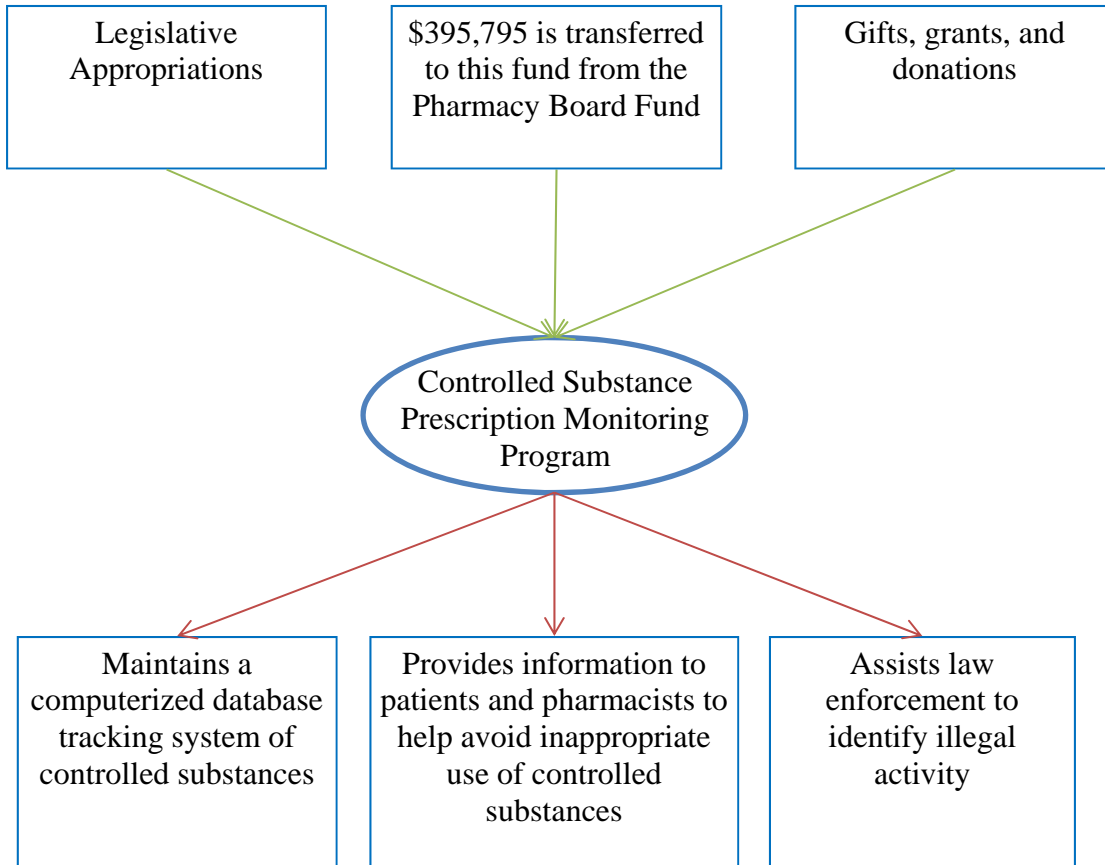 Legislative
Appropriations
$395,795 is transferred
to this fund from the
Pharmacy Board Fund
Gifts, grants, and
donations
Controlled Substance
Prescription Monitoring
Program
Maintains a
computerized database
tracking system of
controlled substances
Provides information to
patients and pharmacists to
help avoid inappropriate
use of controlled
substances
Assists law
enforcement to
identify illegal
activity